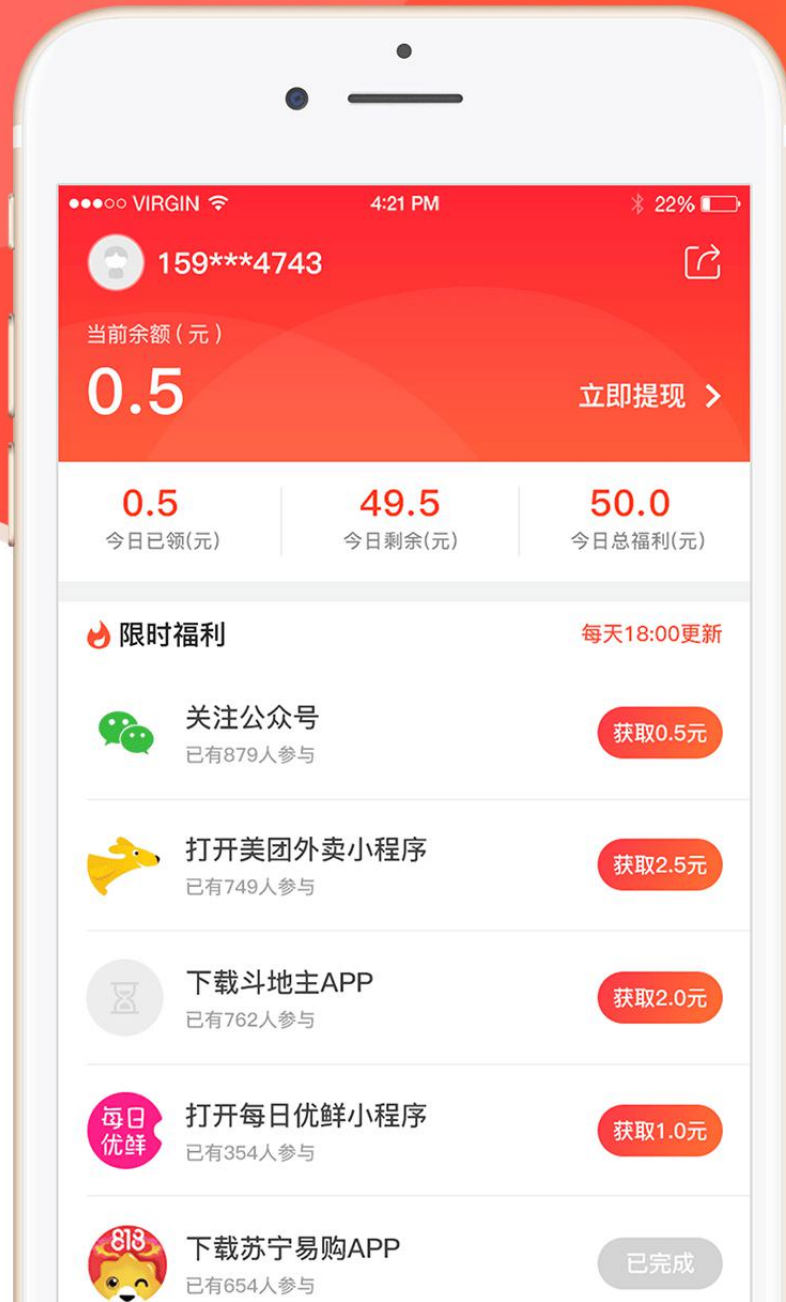 VIRGIN 4:21 PM 22%
159***4743
当前余额(元)
0.5 立即提现
0.5 49.5 50.0
今日已领(元) 今日剩余(元) 今日总福利(元)
限时福利 每天18:00更新
关注公众号
已有879人参与
获取0.5元
打开美团外卖小程序
已有749人参与
获取2.5元
下载斗地主APP
已有762人参与
获取2.0元
每日
优鲜
打开每日优鲜小程序
已有354人参与
获取1.0元
818
下载苏宁易购APP
已有654人参与
已完成